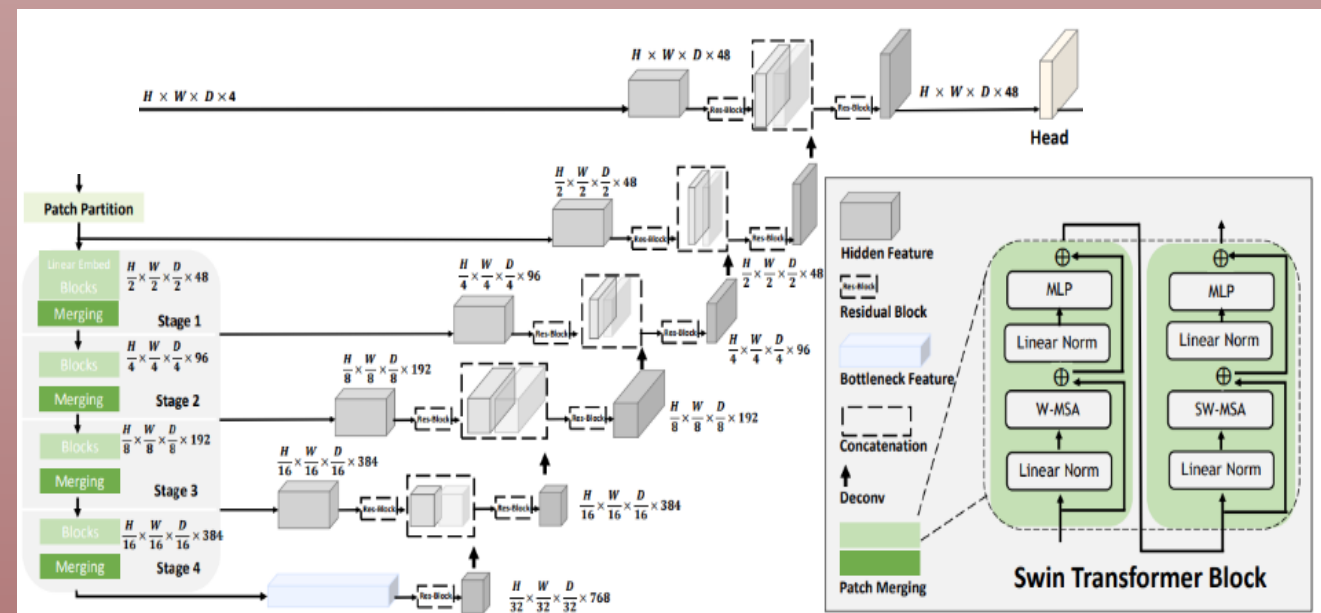 H × W × D × 4
H × W × D × 48
Res-Block
Res-Block
H × W × D × 48
Head
Patch Partition
H/2 × W/2 × D/2 × 48
Res-Block
Res-Block
H/2 × W/2 × D/2 × 48
Linear Embed
Blocks
Merging
H/2 × W/2 × D/2 × 48
Stage 1
H/4 × W/4 × D/4 × 96
Res-Block
Res-Block
H/4 × W/4 × D/4 × 96
Blocks
Merging
H/4 × W/4 × D/4 × 96
Stage 2
H/8 × W/8 × D/8 × 192
Res-Block
Res-Block
H/8 × W/8 × D/8 × 192
Blocks
Merging
H/8 × W/8 × D/8 × 192
Stage 3
H/16 × W/16 × D/16 × 384
Res-Block
Res-Block
H/16 × W/16 × D/16 × 384
Blocks
Merging
H/16 × W/16 × D/16 × 384
Stage 4
Res-Block
H/32 × W/32 × D/32 × 768
Hidden Feature
Res-Block
Residual Block
Bottleneck Feature
Concatenation
Deconv
Patch Merging
MLP
Linear Norm
W-MSA
Linear Norm
MLP
Linear Norm
SW-MSA
Linear Norm
Swin Transformer Block